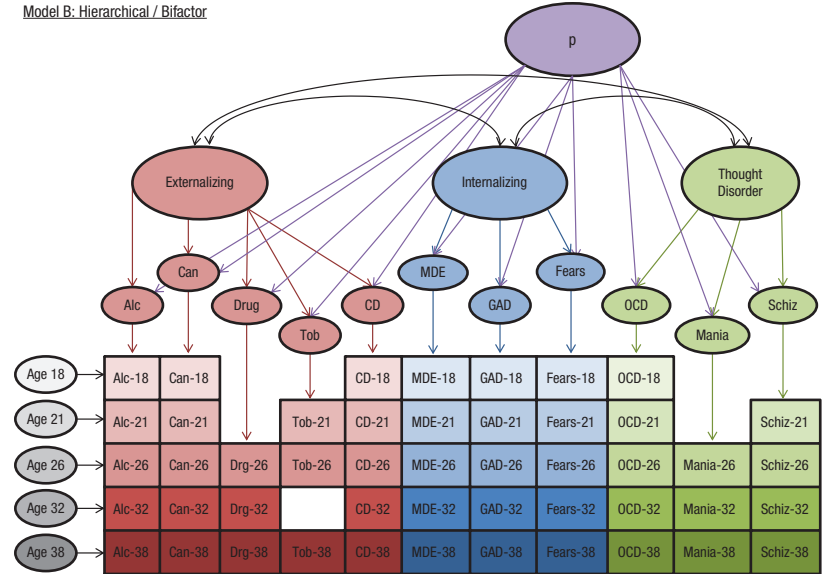 Model B: Hierarchical / Bifactor
p
Externalizing
Internalizing
Thought
Disorder
Can
MDE
Fears
Alc
Drug
CD
GAD
OCD
Schiz
Tob
Mania
Age 18 Alc-18 Can-18 CD-18 MDE-18 GAD-18 Fears-18 OCD-18
Age 21 Alc-21 Can-21 Tob-21 CD-21 MDE-21 GAD-21 Fears-21 OCD-21 Schiz-21
Age 26 Alc-26 Can-26 Drg-26 Tob-26 CD-26 MDE-26 GAD-26 Fears-26 OCD-26 Mania-26 Schiz-26
Age 32 Alc-32 Can-32 Drg-32 CD-32 MDE-32 GAD-32 Fears-32 OCD-32 Mania-32 Schiz-32
Age 38 Alc-38 Can-38 Drg-38 Tob-38 CD-38 MDE-38 GAD-38 Fears-38 OCD-38 Mania-38 Schiz-38